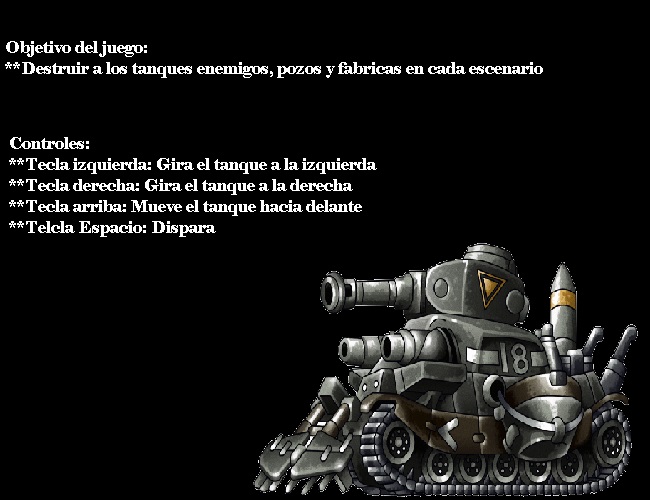 Objetivo del juego:
**Destruir a los tanques enemigos, pozos y fabricas en cada escenario
Controles:
**Tecla izquierda: Gira el tanque a la izquierda
**Tecla derecha: Gira el tanque a la derecha
**Tecla arriba: Mueve el tanque hacia delante
**Telcla Espacio: Dispara
18